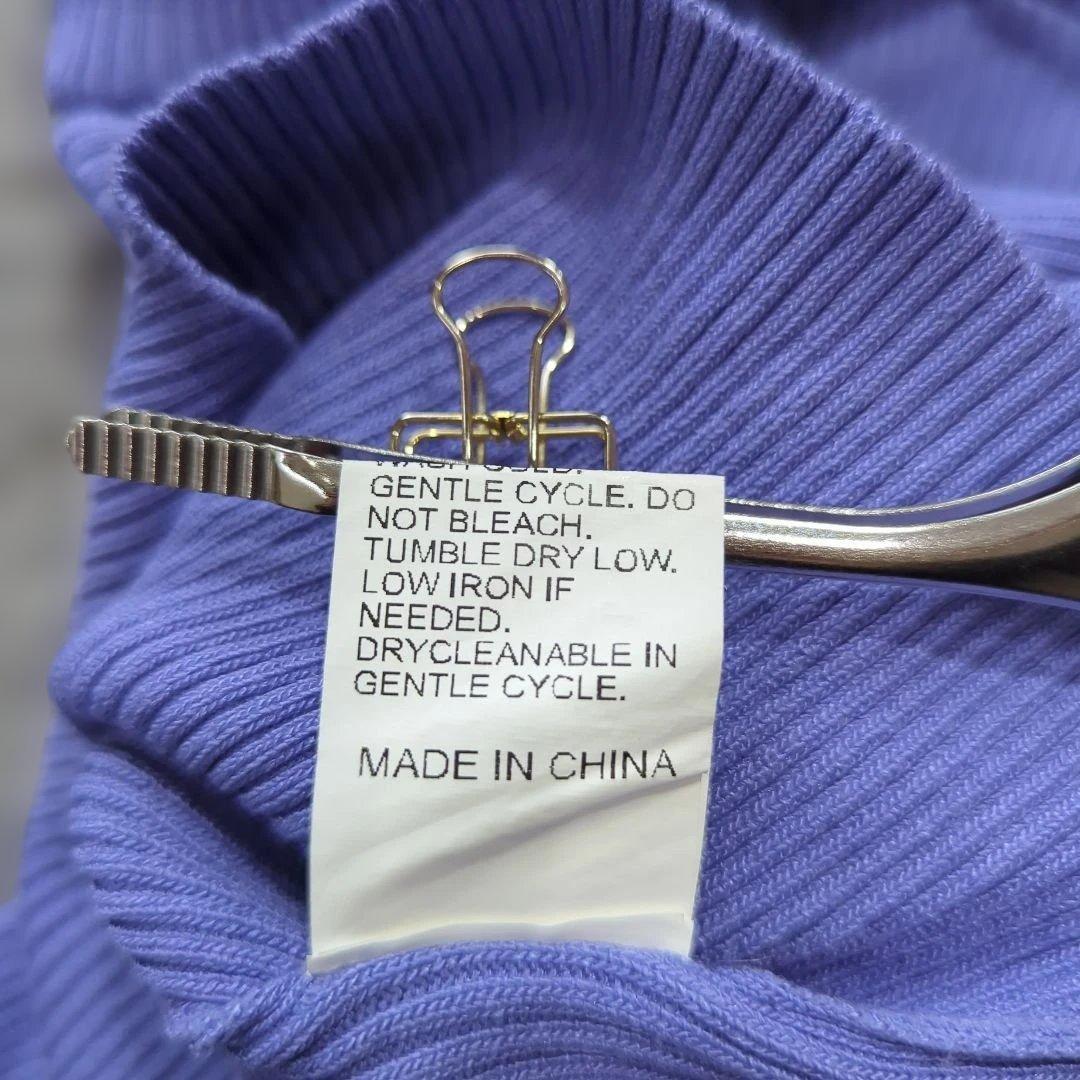 GENTLE CYCLE. DO
NOT BLEACH.
TUMBLE DRY LOW.
LOW IRON IF
NEEDED.
DRYCLEANABLE IN
GENTLE CYCLE.
MADE IN CHINA